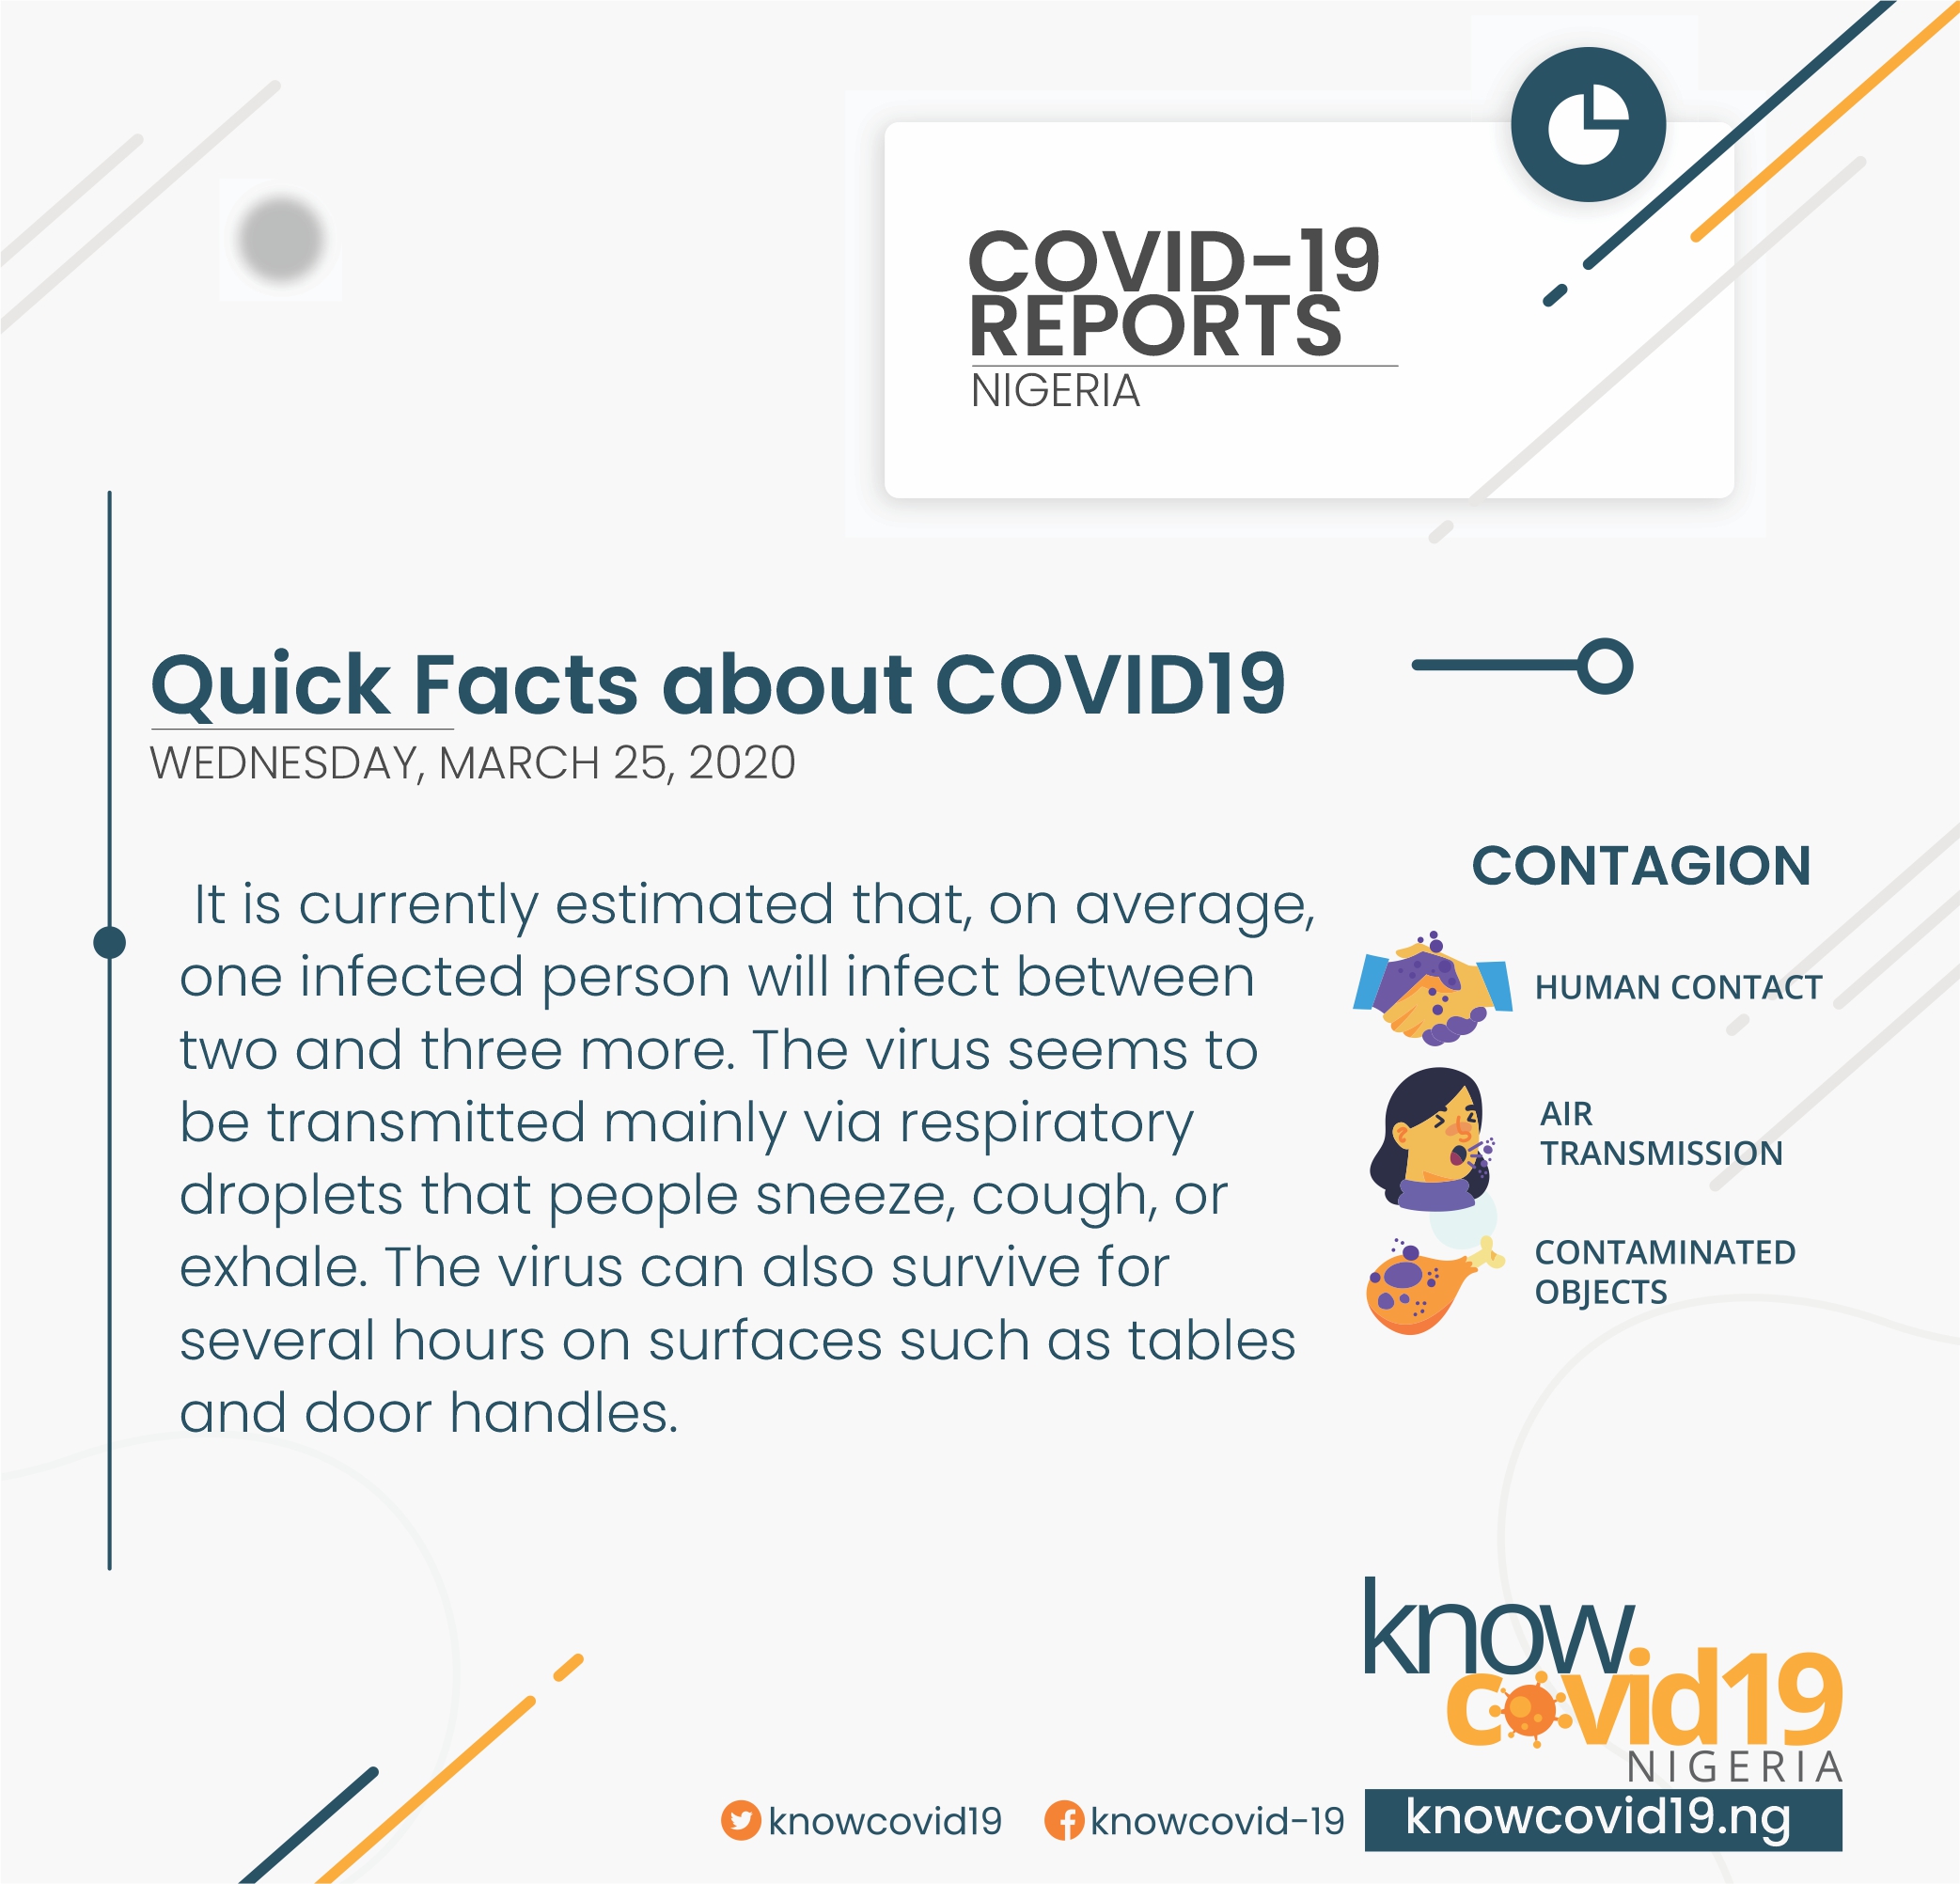 COVID-19
REPORTS
NIGERIA
Quick Facts about COVID19
WEDNESDAY, MARCH 25, 2020
It is currently estimated that, on average,
one infected person will infect between
two and three more. The virus seems to
be transmitted mainly via respiratory
droplets that people sneeze, cough, or
exhale. The virus can also survive for
several hours on surfaces such as tables
and door handles.
CONTAGION
HUMAN CONTACT
AIR
TRANSMISSION
CONTAMINATED
OBJECTS
know
covid19
NIGERIA
knowcovid19
knowcovid-19
knowcovid19.ng